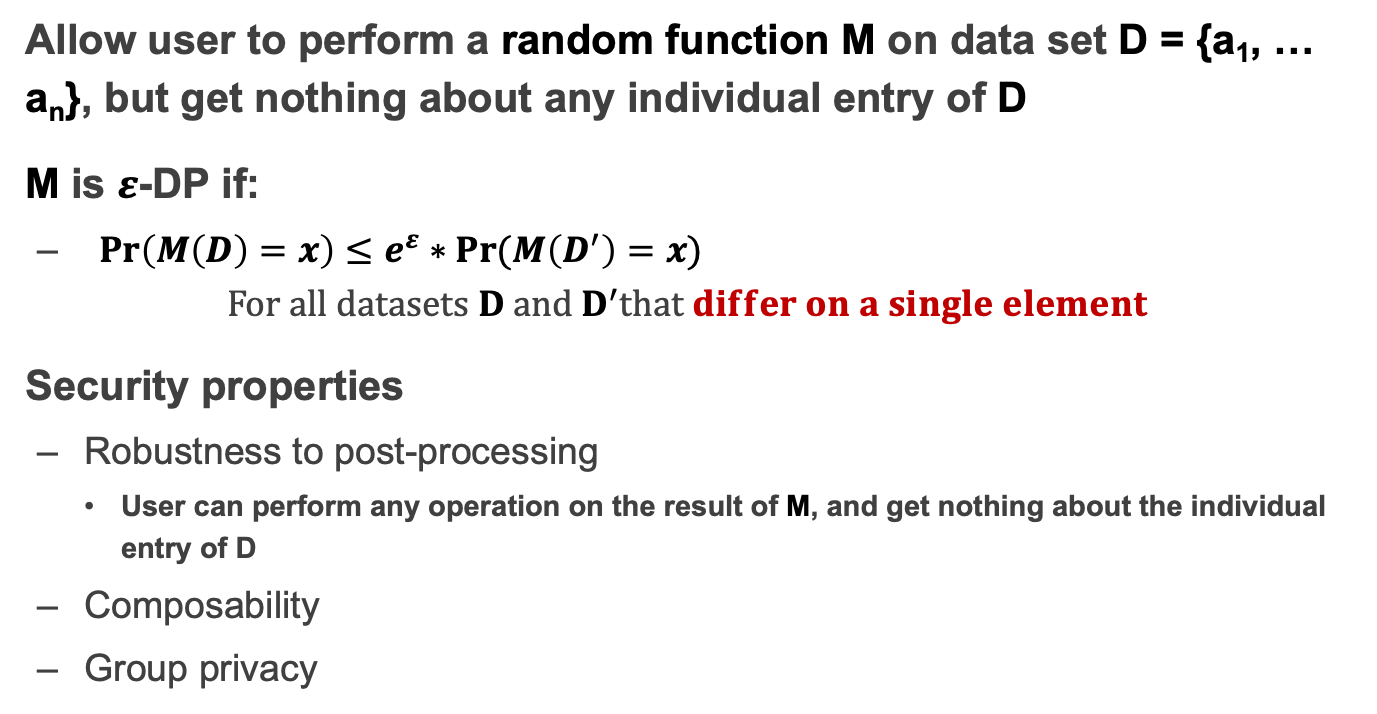 Allow user to perform a random function M on data set D = {a₁, …
aₙ}, but get nothing about any individual entry of D
M is 𝜺-DP if:
– 𝐏𝐫(𝑴(𝑫) = 𝒙) ≤ 𝒆^𝜺 ∗ 𝐏𝐫(𝑴(𝑫′) = 𝒙)
For all datasets D and D′that differ on a single element
Security properties
– Robustness to post-processing
• User can perform any operation on the result of M, and get nothing about the individual
entry of D
– Composability
– Group privacy